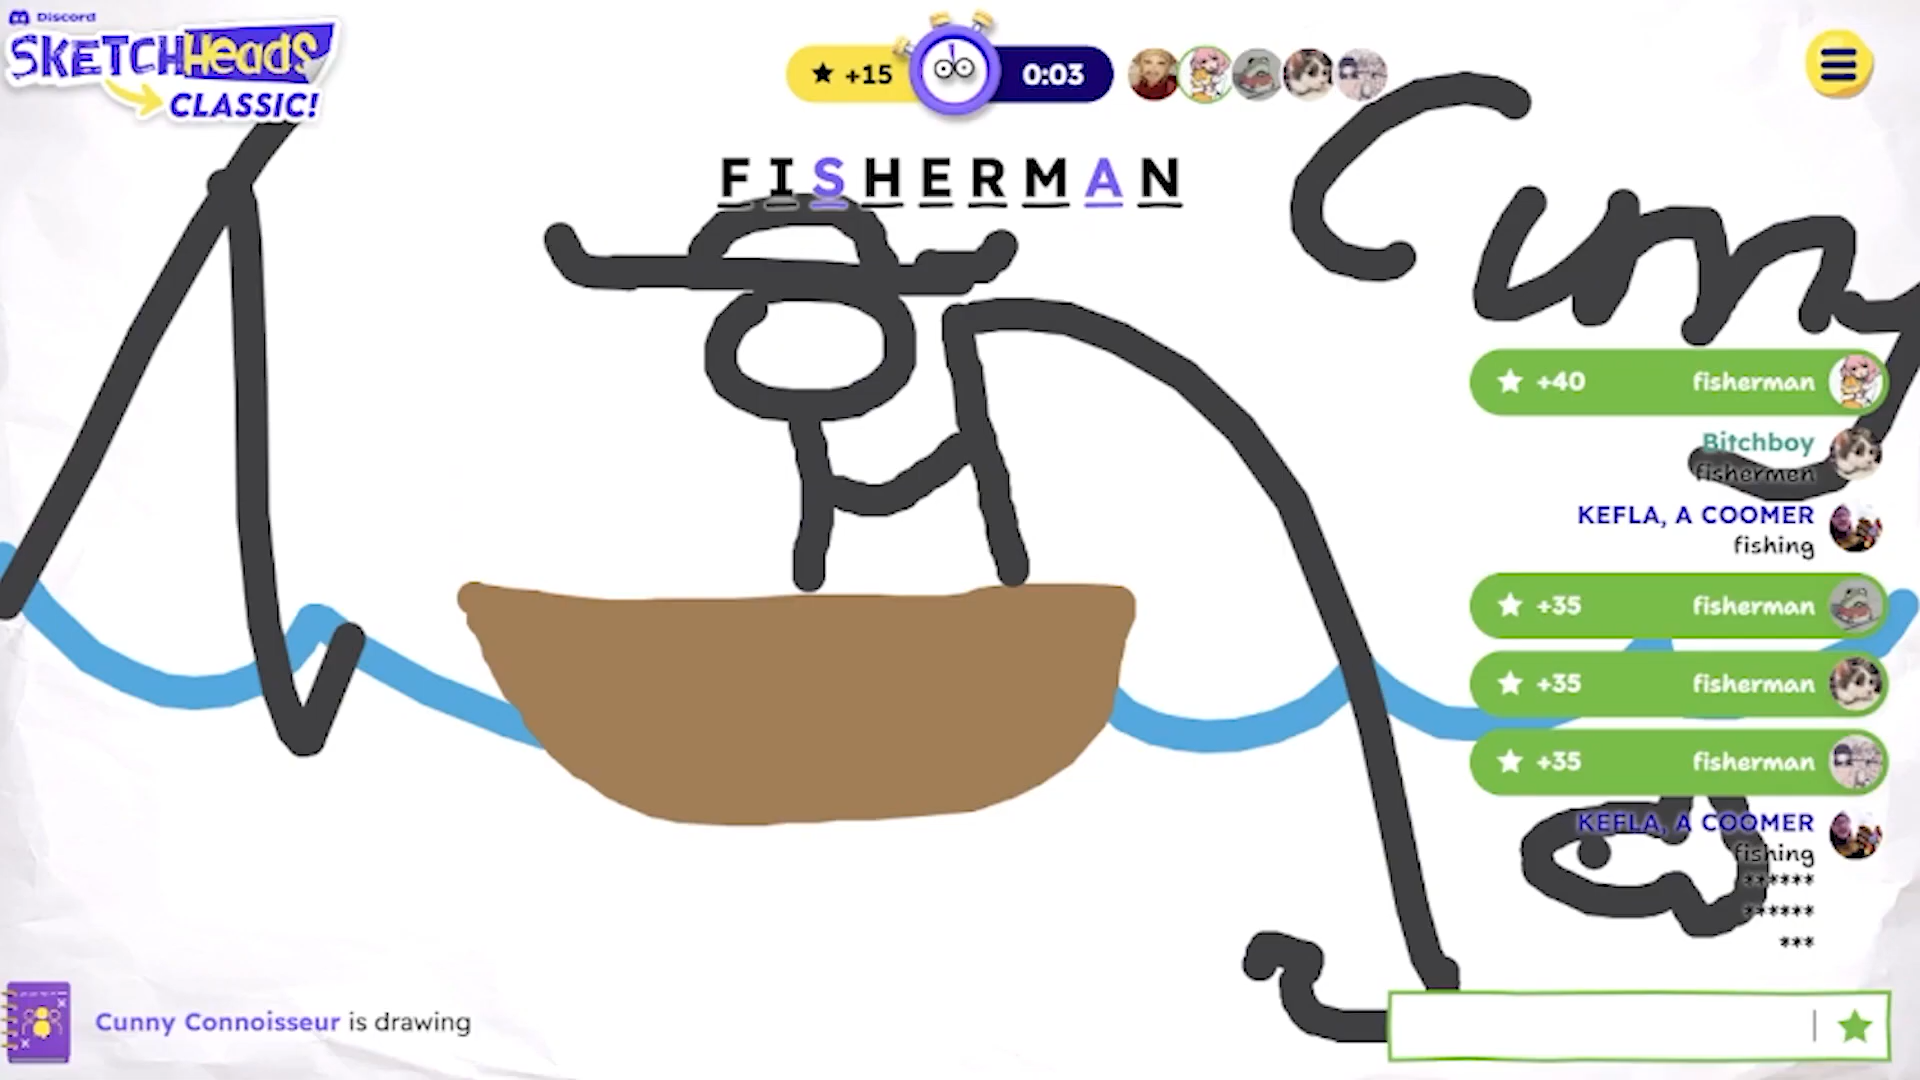 Discord
SKETCHHeadS
CLASSIC!
+15
0:03
FISHERMAN
Cunny
+40 fisherman
Bitchboy
fishermen
KEFLA, A COOMER
fishing
+35 fisherman
+35 fisherman
+35 fisherman
KEFLA, A COOMER
fishing
******
******
***
Cunny Connoisseur is drawing